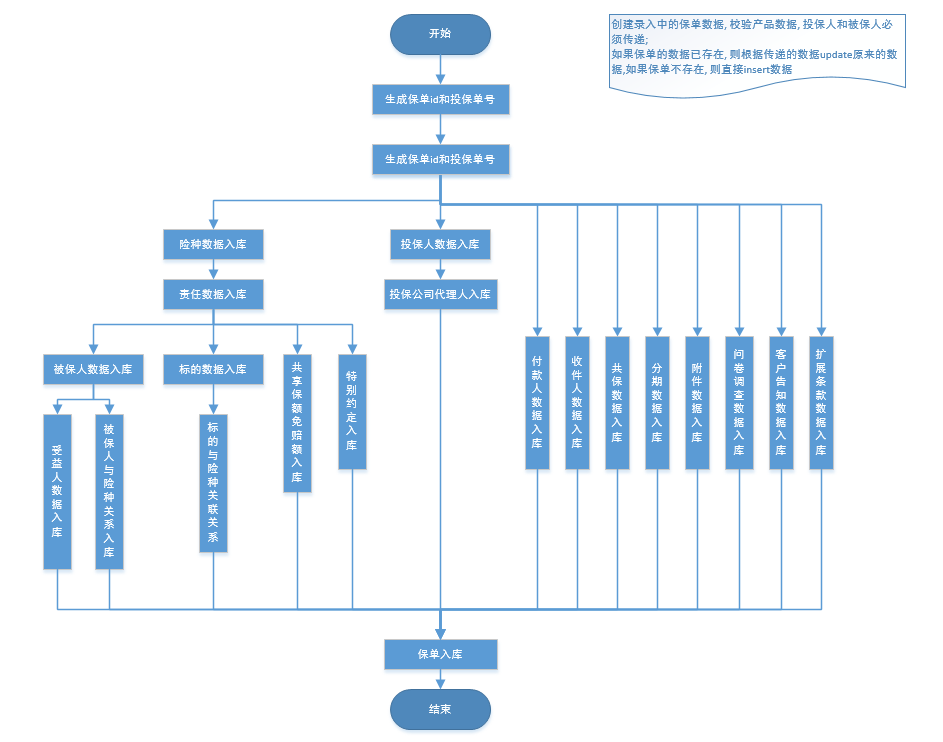 开始
创建录入中的保单数据, 校验产品数据, 投保人和被保人必
须传递;
如果保单的数据已存在, 则根据传递的数据update原来的数
据,如果保单不存在, 则直接insert数据
生成保单id和投保单号
生成保单id和投保单号
险种数据入库
投保人数据入库
责任数据入库
投保公司代理人入库
被保人数据入库
标的数据入库
共享保额免赔额入库
特别约定入库
付款人数据入库
收件人数据入库
共保数据入库
分期数据入库
附件数据入库
问卷调查数据入库
客户告知数据入库
扩展条款数据入库
受益人数据入库
被保人与险种关系入库
标的与险种关联关系
保单入库
结束